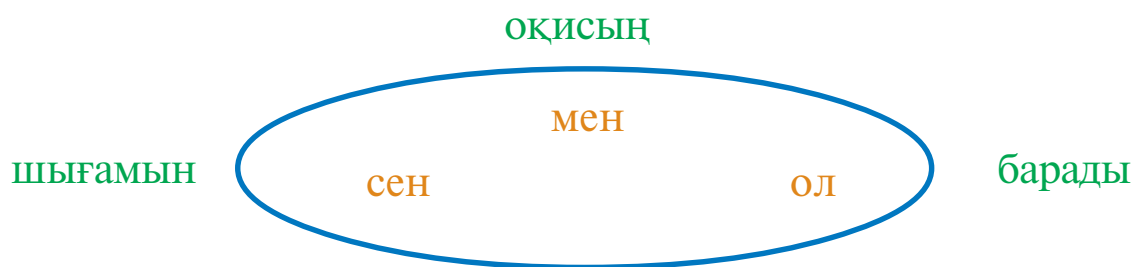 оқисың
мен
шығамын сен ол барады